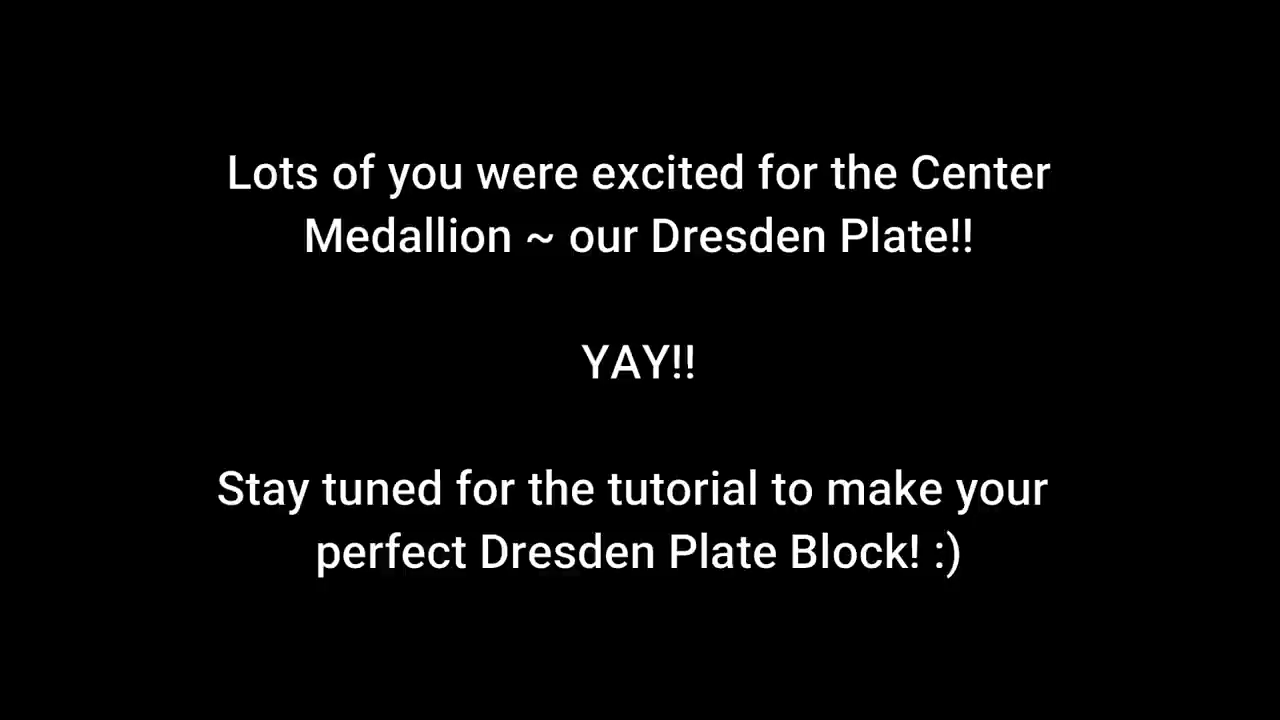 Lots of you were excited for the Center
Medallion ~ our Dresden Plate!!
YAY!!
Stay tuned for the tutorial to make your
perfect Dresden Plate Block! :)